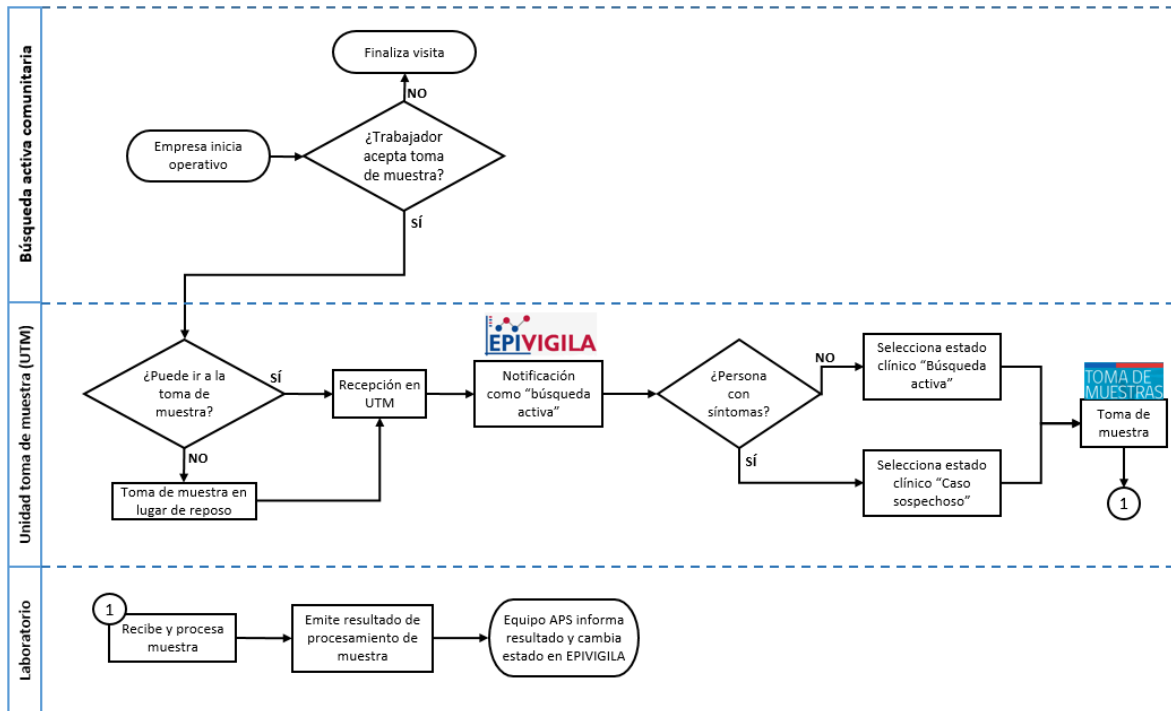 Búsqueda activa comunitaria
Finaliza visita
NO
Empresa inicia
operativo
¿Trabajador
acepta toma
de muestra?
SÍ
Unidad toma de muestra (UTM)
¿Puede ir a la
toma de
muestra?
SÍ
NO
Toma de muestra en
lugar de reposo
Recepción en
UTM
EPIVIGILA
Notificación
como “búsqueda
activa”
¿Persona
con
síntomas?
NO
SÍ
Selecciona estado
clínico “Búsqueda
activa”
Selecciona estado
clínico “Caso
sospechoso”
TOMA DE
MUESTRAS
Toma de
muestra
1
Laboratorio
1
Recibe y procesa
muestra
Emite resultado de
procesamiento de
muestra
Equipo APS informa
resultado y cambia
estado en EPIVIGILA